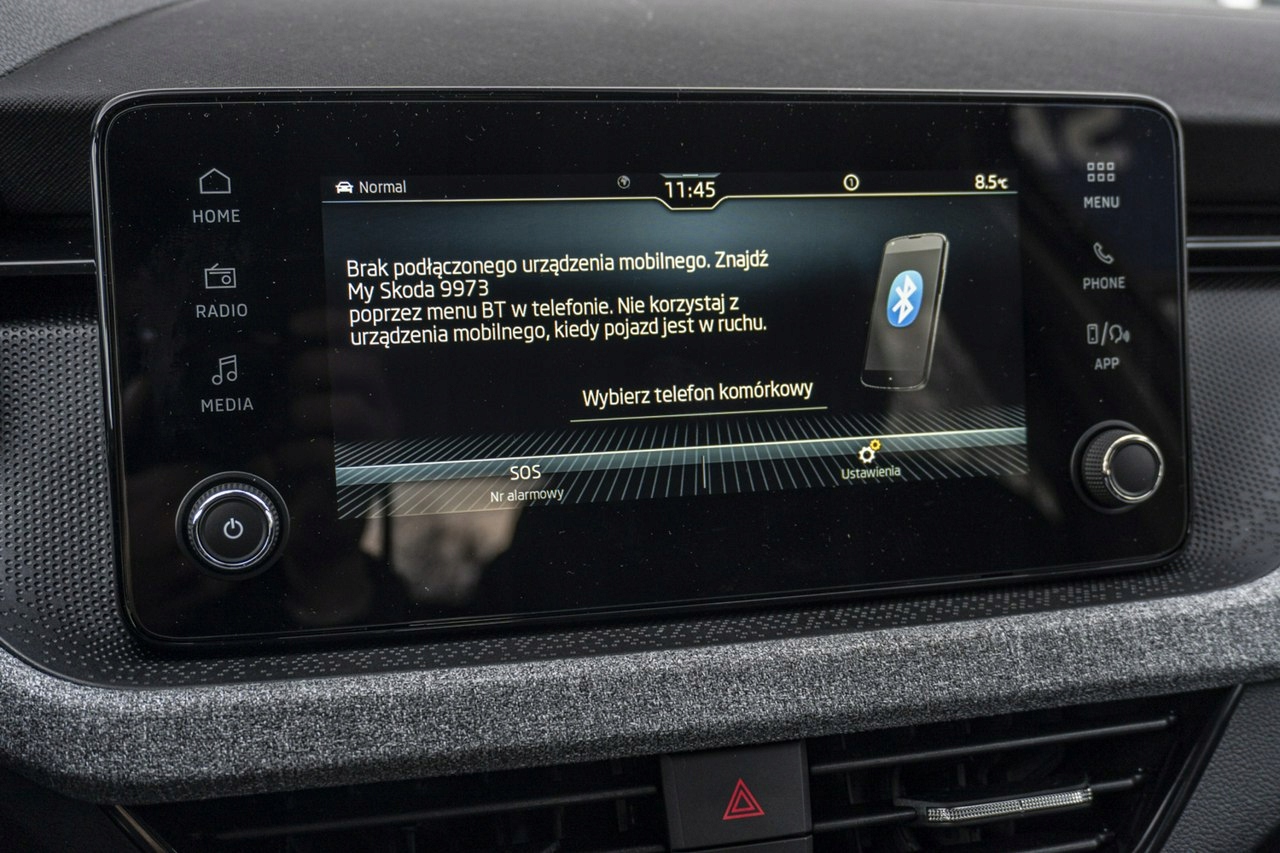 HOME
RADIO
MEDIA
Normal
11:45
1
8.5°C
Brak podłączonego urządzenia mobilnego. Znajdź
My Skoda 9973
poprzez menu BT w telefonie. Nie korzystaj z
urządzenia mobilnego, kiedy pojazd jest w ruchu.
Wybierz telefon komórkowy
SOS
Nr alarmowy
Ustawienia
MENU
PHONE
APP